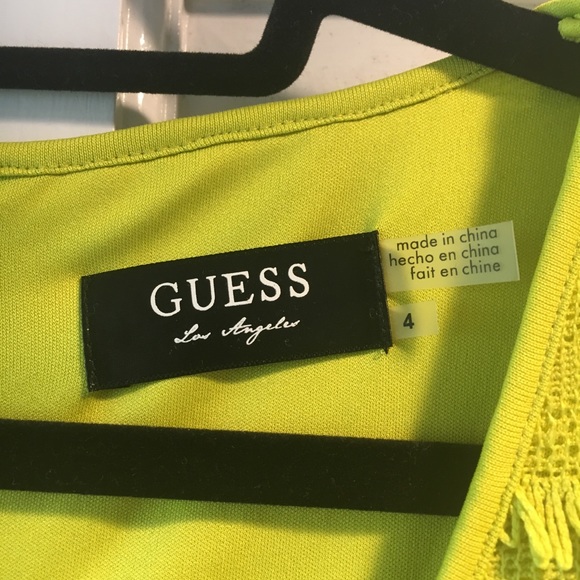 GUESS
Los Angeles
made in china
hecho en china
fait en chine
4